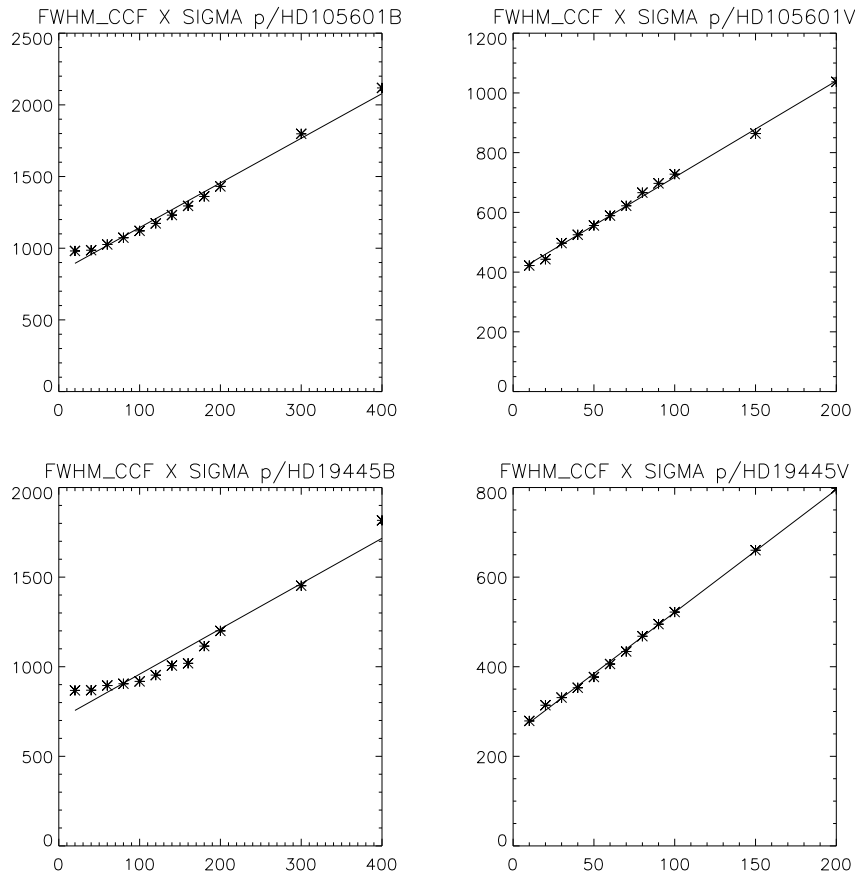 FWHM_CCF X SIGMA p/HD105601B
2500
2000
1500
1000
500
0
0 100 200 300 400
FWHM_CCF X SIGMA p/HD105601V
1200
1000
800
600
400
200
0
0 50 100 150 200
FWHM_CCF X SIGMA p/HD19445B
2000
1500
1000
500
0
0 100 200 300 400
FWHM_CCF X SIGMA p/HD19445V
800
600
400
200
0
0 50 100 150 200